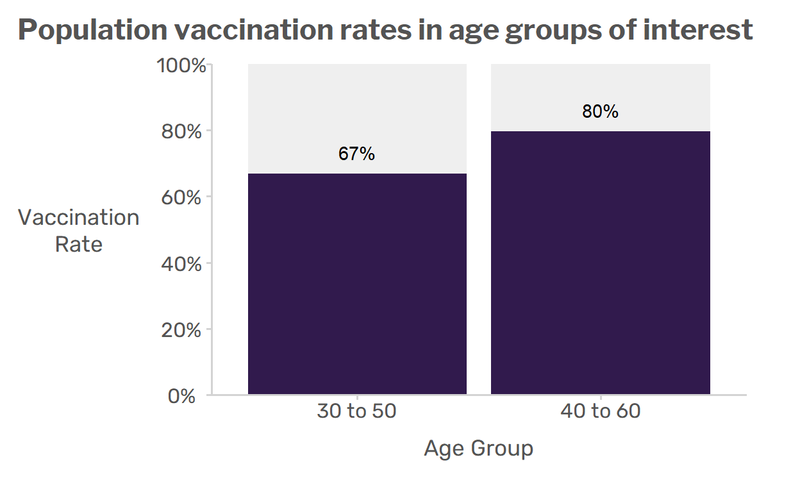 Population vaccination rates in age groups of interest
100%
80%
60%
40%
20%
0%
Vaccination
Rate
67%
80%
30 to 50
40 to 60
Age Group